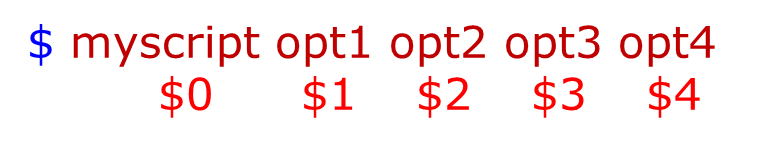 $ myscript opt1 opt2 opt3 opt4
$0 $1 $2 $3 $4